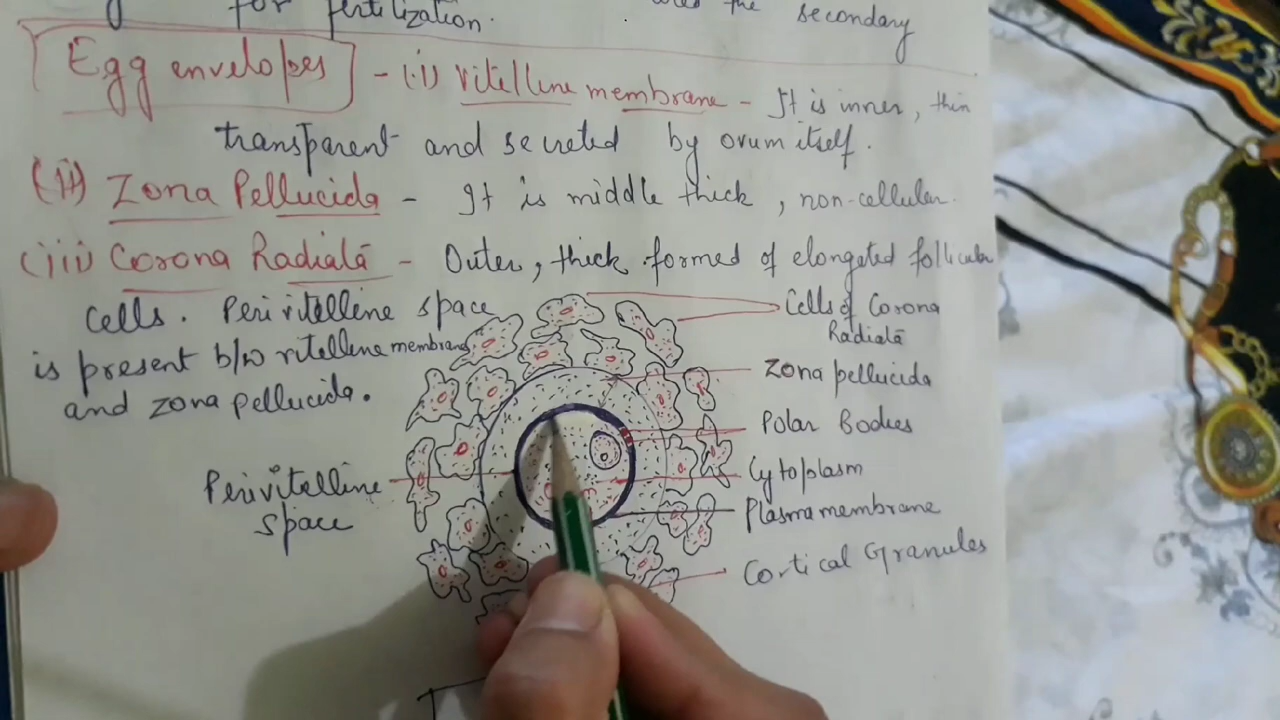 for fertilization. the secondary
Egg envelopes - (i) vitelline membrane - It is inner, thin
transparent and secreted by ovum itself.
(ii) Zona Pellucida - It is middle thick, non-cellular.
(iii) Corona Radiatā - Outer, thick formed of elongated follicular
cells. Perivitelline space
is present b/w vitelline membrane
and zona pellucida.
Cells of Corona
Radiatā
Zona pellucida
Polar Bodies
Cytoplasm
Plasma membrane
Cortical Granules
Perivitelline
space